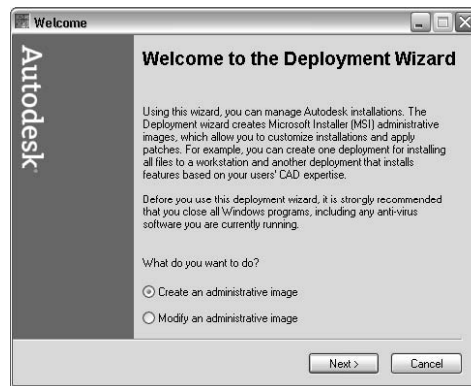 Welcome
Autodesk
Welcome to the Deployment Wizard
Using this wizard, you can manage Autodesk installations. The
Deployment wizard creates Microsoft Installer (MSI) administrative
images, which allow you to customize installations and apply
patches. For example, you can create one deployment for installing
all files to a workstation and another deployment that installs
features based on your users' CAD expertise.
Before you use this deployment wizard, it is strongly recommended
that you close all Windows programs, including any anti-virus
software you are currently running.
What do you want to do?
Create an administrative image
Modify an administrative image
Next >
Cancel